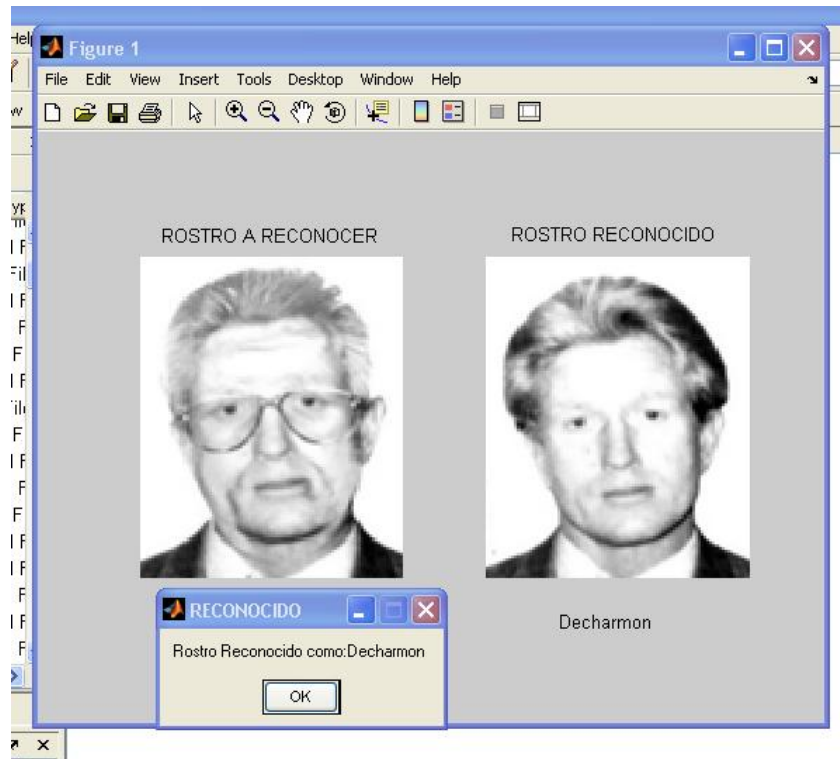 Figure 1
File Edit View Insert Tools Desktop Window Help
ROSTRO A RECONOCER
ROSTRO RECONOCIDO
Decharmon
RECONOCIDO
Rostro Reconocido como:Decharmon
OK